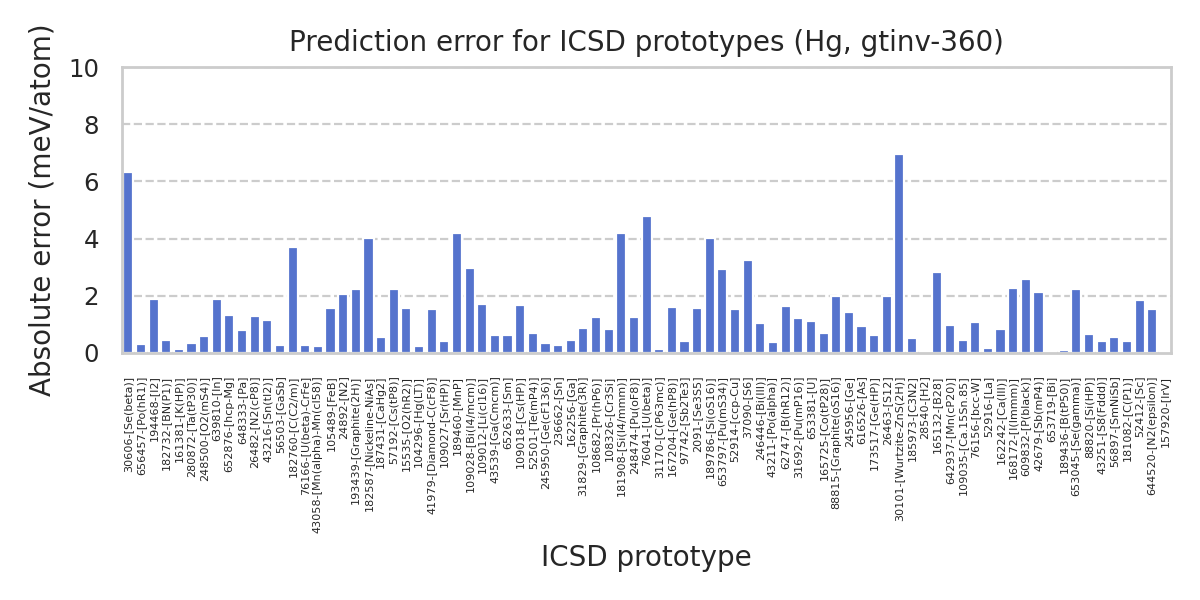 Prediction error for ICSD prototypes (Hg, gtinv-360)
Absolute error (meV/atom)
10
8
6
4
2
0
30606-[Se(beta)]
656457-[Po(hR1)]
194468-[I2]
182732-[BN(P1)]
161381-[K(HP)]
280872-[Ta(tP30)]
248500-[O2(mS4)]
639810-[In]
652876-[hcp-Mg]
648333-[Pa]
26482-[N2(cP8)]
43216-[Sn(tI2)]
5603-[GaSb]
182760-[C(C2/m)]
76166-[U(beta)-CrFe]
43058-[Mn(alpha)-Mn(cI58)]
105489-[FeB]
24892-[N2]
193439-[Graphite(2H)]
182587-[Nickeline-NiAs]
187431-[CaHg2]
57192-[Cs(tP8)]
15535-[O2(hR2)]
104296-[Hg(LT)]
41979-[Diamond-C(cF8)]
109027-[Sr(HP)]
189460-[MnP]
109028-[Bi(I4/mcm)]
109012-[Li(cI16)]
43539-[Ga(Cmcm)]
652633-[Sm]
109018-[Cs(HP)]
52501-[Te(mP4)]
245950-[Ge(cF136)]
236662-[Sn]
162256-[Ga]
31829-[Graphite(3R)]
108682-[Pr(hP6)]
108326-[Cr3Si]
181908-[Si(I4/mmm)]
248474-[Pu(oF8)]
76041-[U(beta)]
31170-[C(P63mc)]
167204-[Ge(hP8)]
97742-[Sb2Te3]
2091-[Se3S5]
189786-[Si(oS16)]
653797-[Pu(mS34)]
52914-[ccp-Cu]
37090-[S6]
246446-[Bi(III)]
43211-[Po(alpha)]
62747-[B(hR12)]
31692-[P(mP16)]
653381-[U]
165725-[Co(tP28)]
88815-[Graphite(oS16)]
245956-[Ge]
616526-[As]
173517-[Ge(HP)]
26463-[S12]
30101-[Wurtzite-ZnS(2H)]
185973-[C3N2]
28540-[H2]
165132-[B28]
642937-[Mn(cP20)]
109035-[Ca.15Sn.85]
76156-[bcc-W]
52916-[La]
162242-[Ca(III)]
168172-[I(Immm)]
609832-[P(black)]
42679-[Sb(mP4)]
653719-[Bi]
189436-[B(tP50)]
653045-[Se(gamma)]
88820-[Si(HP)]
43251-[S8(Fddd)]
56897-[SmNiSb]
181082-[C(P1)]
52412-[Sc]
644520-[N2(epsilon)]
157920-[IrV]
ICSD prototype